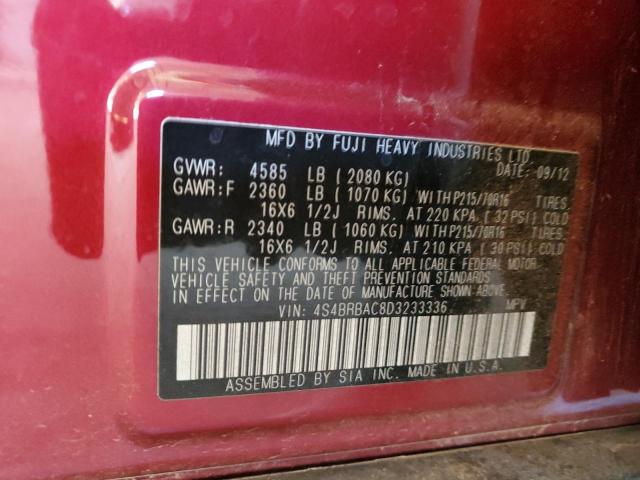 MFD BY FUJI HEAVY INDUSTRIES LTD.
GVWR: 4585 LB (2080 KG) DATE: 09/12
GAWR:F 2360 LB (1070 KG) WITH P215/70R16 TIRES.
16X6 1/2J RIMS. AT 220 KPA (32 PSI) COLD
GAWR:R 2340 LB (1060 KG) WITH P215/70R16 TIRES.
16X6 1/2J RIMS. AT 210 KPA (30 PSI) COLD
THIS VEHICLE CONFORMS TO ALL APPLICABLE FEDERAL MOTOR
VEHICLE SAFETY AND THEFT PREVENTION STANDARDS
IN EFFECT ON THE DATE OF MANUFACTURE SHOWN ABOVE.
VIN: 4S4BRBAC8D3233336 MPV
ASSEMBLED BY SIA INC. MADE IN U.S.A.